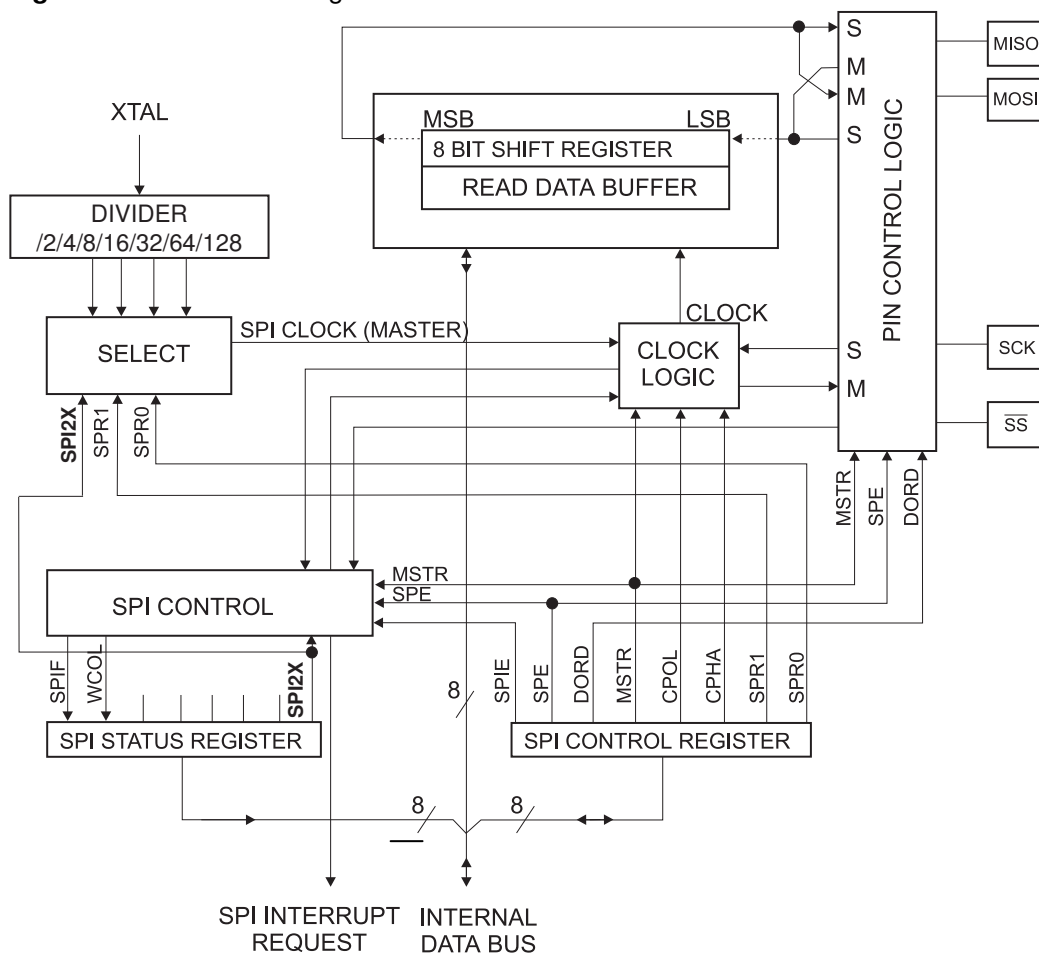 S
M
M
S
MISO
MOSI
XTAL
MSB
LSB
8 BIT SHIFT REGISTER
READ DATA BUFFER
DIVIDER
/2/4/8/16/32/64/128
PIN CONTROL LOGIC
SPI CLOCK (MASTER)
CLOCK
SELECT
CLOCK
LOGIC
S
M
SCK
SS
SPI2X
SPR1
SPR0
MSTR
SPE
DORD
MSTR
SPE
SPI CONTROL
SPIF
WCOL
SPI2X
8
SPIE
SPE
DORD
MSTR
CPOL
CPHA
SPR1
SPR0
SPI STATUS REGISTER
SPI CONTROL REGISTER
8
8
SPI INTERRUPT
REQUEST
INTERNAL
DATA BUS